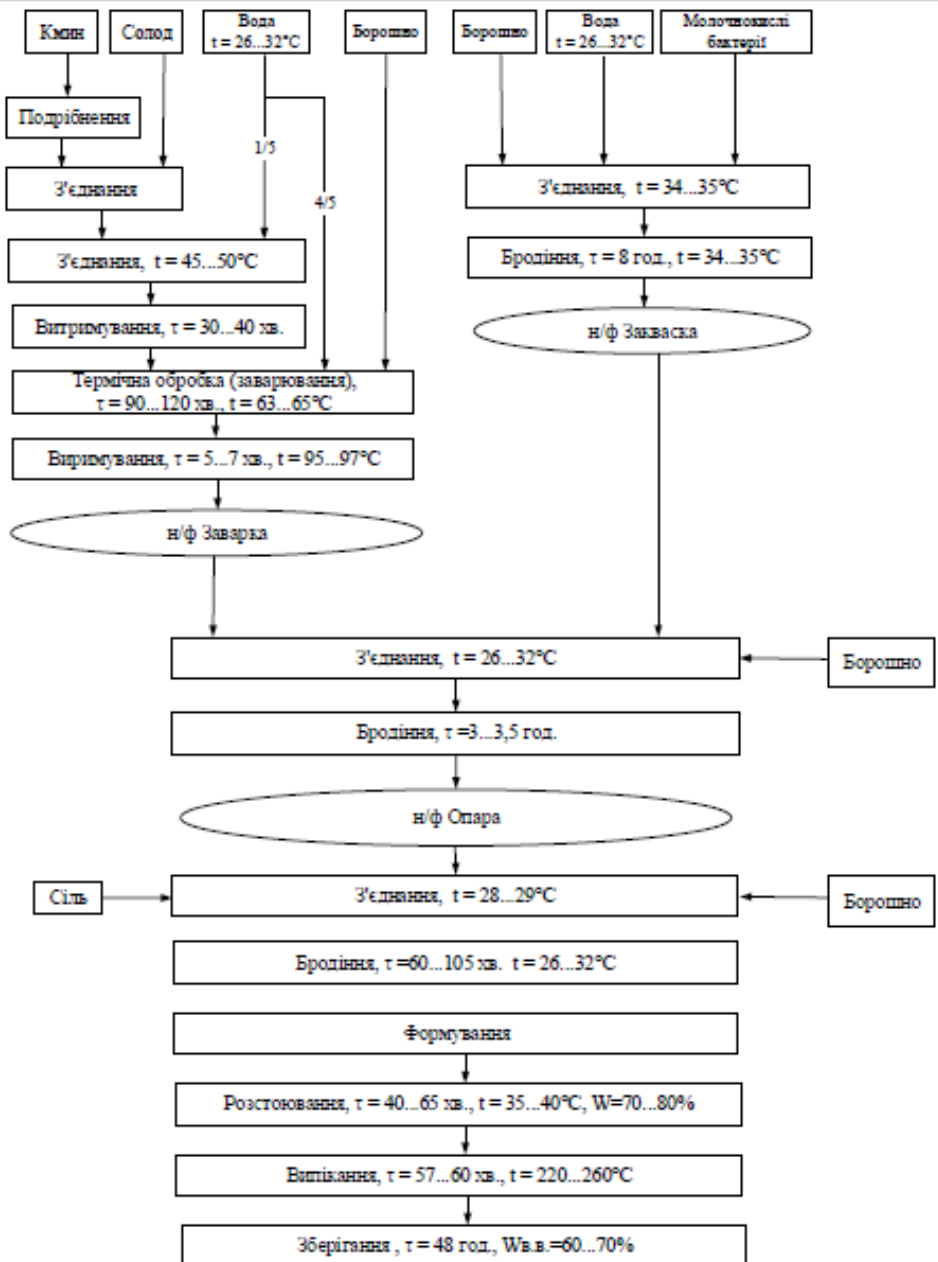 Кмин
Солод
Вода
t = 26...32°C
Борошно
Борошно
Вода
t = 26...32°C
Молочнокислі
бактерії
Подрібнення
1/5
4/5
З'єднання
З'єднання, t = 34...35°C
З'єднання, t = 45...50°C
Бродіння, τ = 8 год., t = 34...35°C
Витримування, τ = 30...40 хв.
н/ф Закваска
Термічна обробка (заварювання),
τ = 90...120 хв., t = 63...65°C
Виримування, τ = 5...7 хв., t = 95...97°C
н/ф Заварка
З'єднання, t = 26...32°C
Борошно
Бродіння, τ =3...3,5 год.
н/ф Опара
Сіль
З'єднання, t = 28...29°C
Борошно
Бродіння, τ =60...105 хв. t = 26...32°C
Формування
Розстоювання, τ = 40...65 хв., t = 35...40°C, W=70...80%
Випікання, τ = 57...60 хв., t = 220...260°C
Зберігання , τ = 48 год., Wв.в.=60...70%